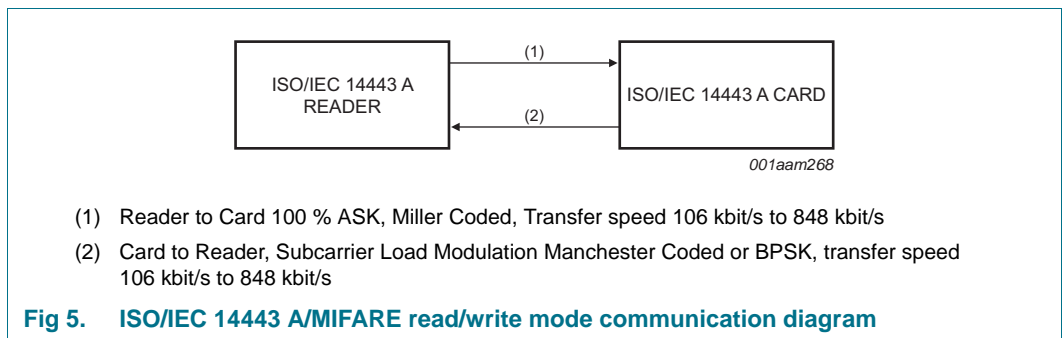 (1)
ISO/IEC 14443 A
READER
ISO/IEC 14443 A CARD
(2)
001aam268
(1) Reader to Card 100 % ASK, Miller Coded, Transfer speed 106 kbit/s to 848 kbit/s
(2) Card to Reader, Subcarrier Load Modulation Manchester Coded or BPSK, transfer speed
106 kbit/s to 848 kbit/s
Fig 5. ISO/IEC 14443 A/MIFARE read/write mode communication diagram